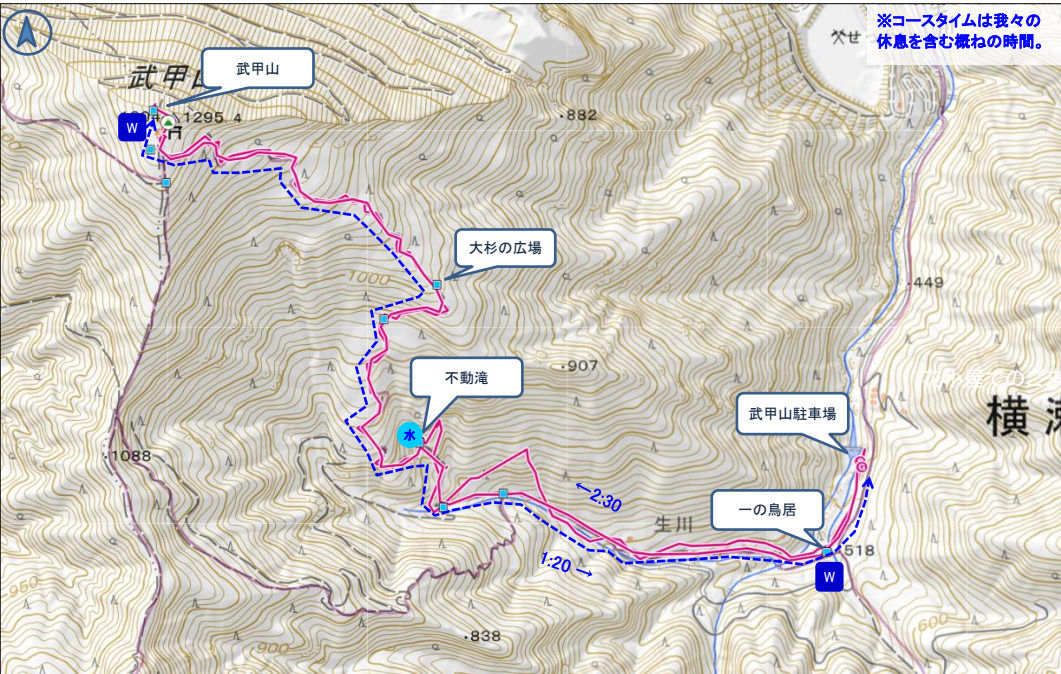 ※コースタイムは我々の
休息を含む概ねの時間。
武甲山
武甲
W
1295.4
882
大杉の広場
1000
449
不動滝
907
水
武甲山駐車場
横
1088
G
←2:30
一の鳥居
生川
518
1:20 →
W
950
600
838
900